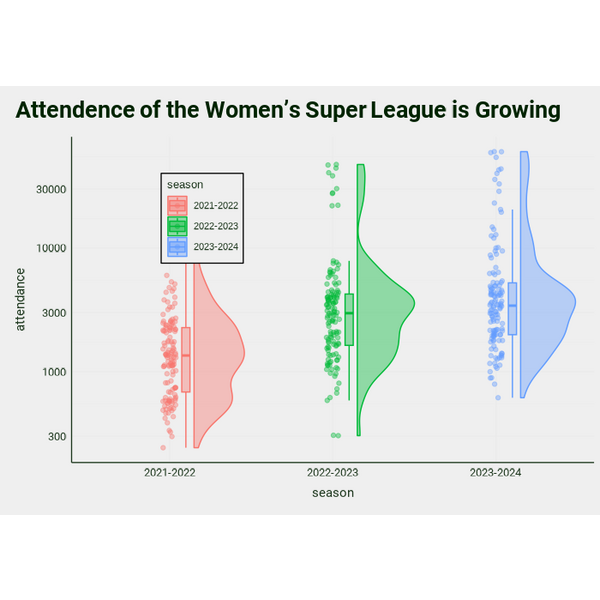 Attendence of the Women’s Super League is Growing
season
2021-2022
2022-2023
2023-2024
30000
10000
3000
1000
300
attendance
2021-2022
2022-2023
2023-2024
season